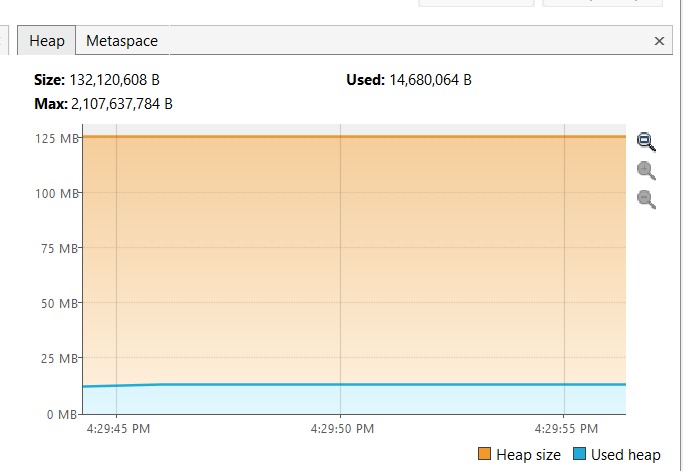 Heap Metaspace ×
Size: 132,120,608 B Used: 14,680,064 B
Max: 2,107,637,784 B
125 MB
100 MB
75 MB
50 MB
25 MB
0 MB
4:29:45 PM 4:29:50 PM 4:29:55 PM
Heap size Used heap